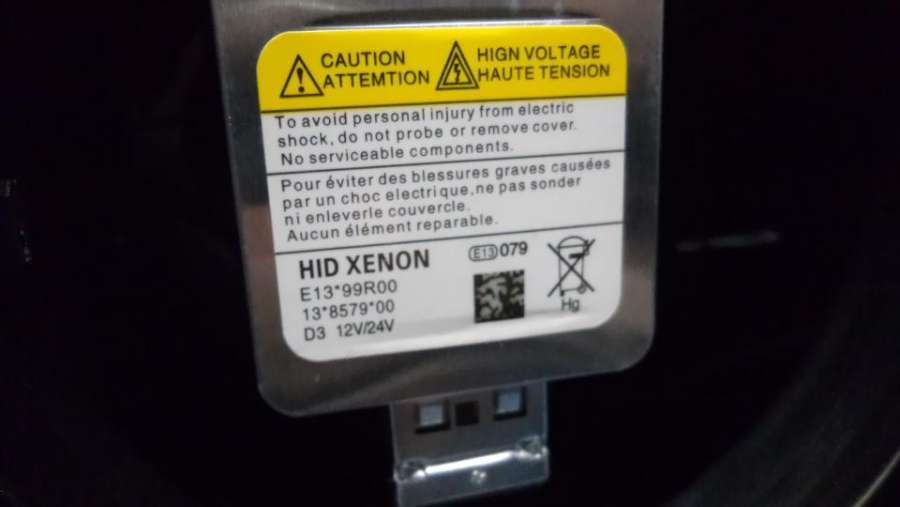 CAUTION
ATTEMTION
HIGN VOLTAGE
HAUTE TENSION
To avoid personal injury from electric
shock, do not probe or remove cover.
No serviceable components.
Pour éviter des blessures graves causées
par un choc electrique,ne pas sonder
ni enleverle couvercle.
Aucun élément reparable.
HID XENON
E13 079
E13*99R00
13*8579*00
D3 12V/24V
Hg